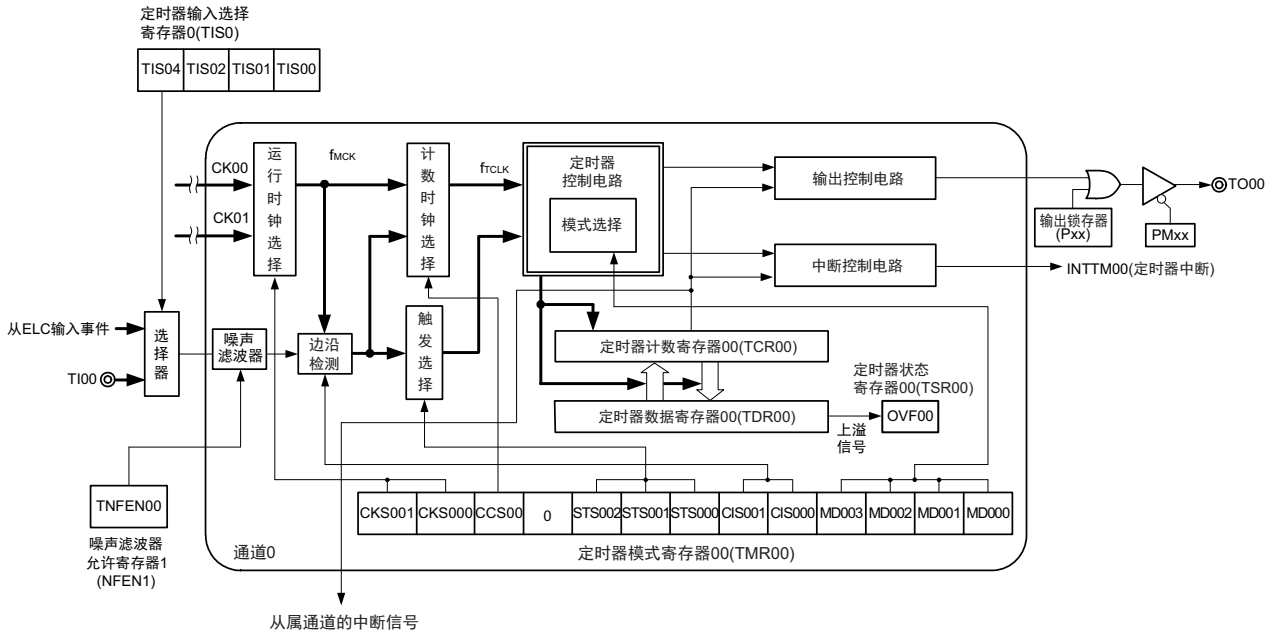 定时器输入选择
寄存器0(TIS0)
TIS04 TIS02 TIS01 TIS00
CK00
CK01
运行时钟选择
fMCK
计数时钟选择
fTCLK
定时器
控制电路
模式选择
输出控制电路
输出锁存器
(Pxx)
PMxx
TO00
中断控制电路
INTTM00(定时器中断)
从ELC输入事件
TI00
选择器
噪声
滤波器
边沿
检测
触发选择
定时器计数寄存器00(TCR00)
定时器数据寄存器00(TDR00)
定时器状态
寄存器00(TSR00)
OVF00
上溢
信号
TNFEN00
噪声滤波器
允许寄存器1
(NFEN1)
CKS001 CKS000 CCS00 0 STS002 STS001 STS000 CIS001 CIS000 MD003 MD002 MD001 MD000
通道0
定时器模式寄存器00(TMR00)
从属通道的中断信号